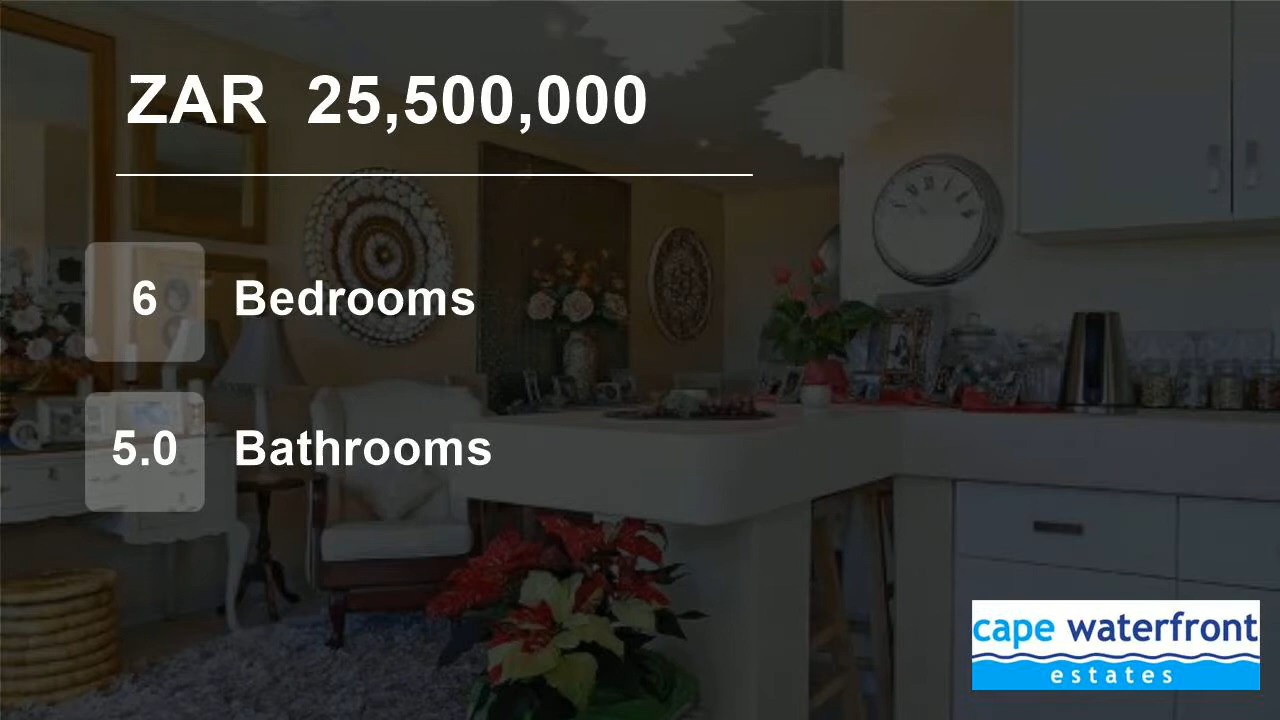 ZAR 25,500,000
6 Bedrooms
5.0 Bathrooms
cape waterfront
estates